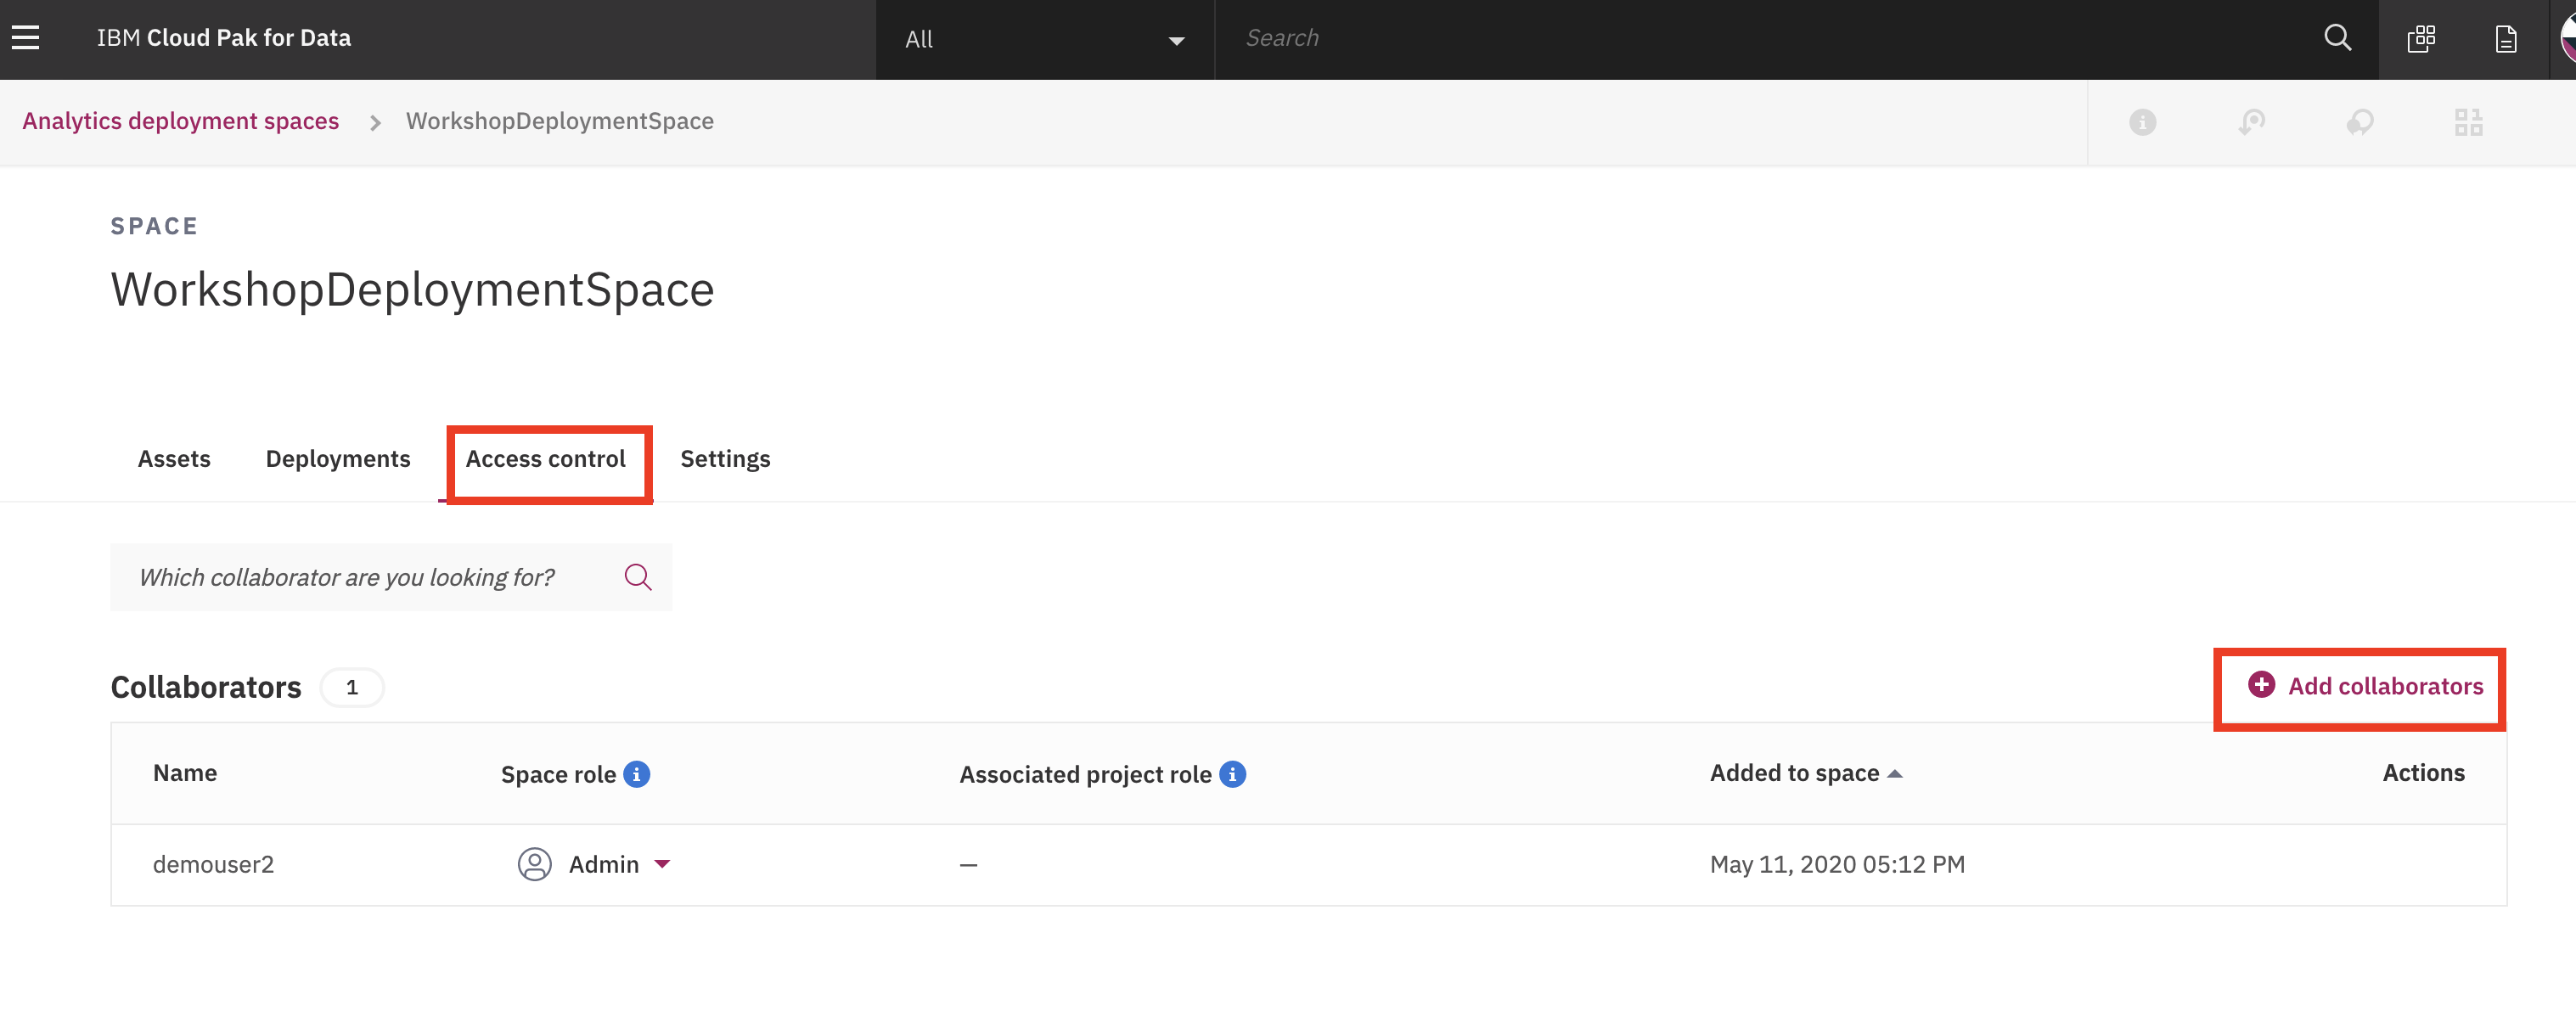 IBM Cloud Pak for Data
All
Search
Analytics deployment spaces > WorkshopDeploymentSpace
SPACE
WorkshopDeploymentSpace
Assets Deployments Access control Settings
Which collaborator are you looking for?
Collaborators 1
Add collaborators
Name Space role Associated project role Added to space Actions
demouser2 Admin — May 11, 2020 05:12 PM